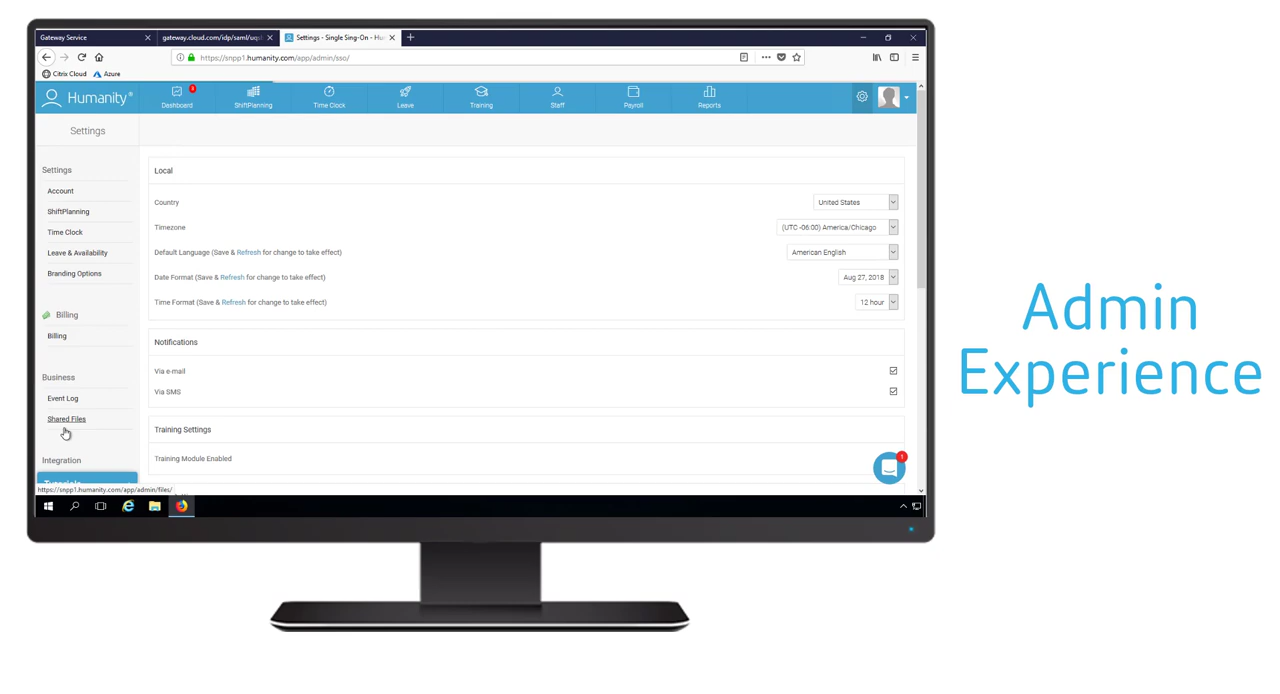 Gateway Service
gateway.cloud.com/idp/saml/uqs
Settings - Single Sing-On - Hu
https://snpp1.humanity.com/app/admin/sso/
Citrix Cloud Azure
Humanity®
Dashboard
3
ShiftPlanning
Time Clock
Leave
Training
Staff
Payroll
Reports
Settings
Settings
Account
ShiftPlanning
Time Clock
Leave & Availability
Branding Options
Billing
Billing
Business
Event Log
Shared Files
Integration
Tutorials
https://snpp1.humanity.com/app/admin/files/
Local
Country United States
Timezone (UTC -06:00) America/Chicago
Default Language (Save & Refresh for change to take effect) American English
Date Format (Save & Refresh for change to take effect) Aug 27, 2018
Time Format (Save & Refresh for change to take effect) 12 hour
Notifications
Via e-mail
Via SMS
Training Settings
Training Module Enabled
1
Admin
Experience